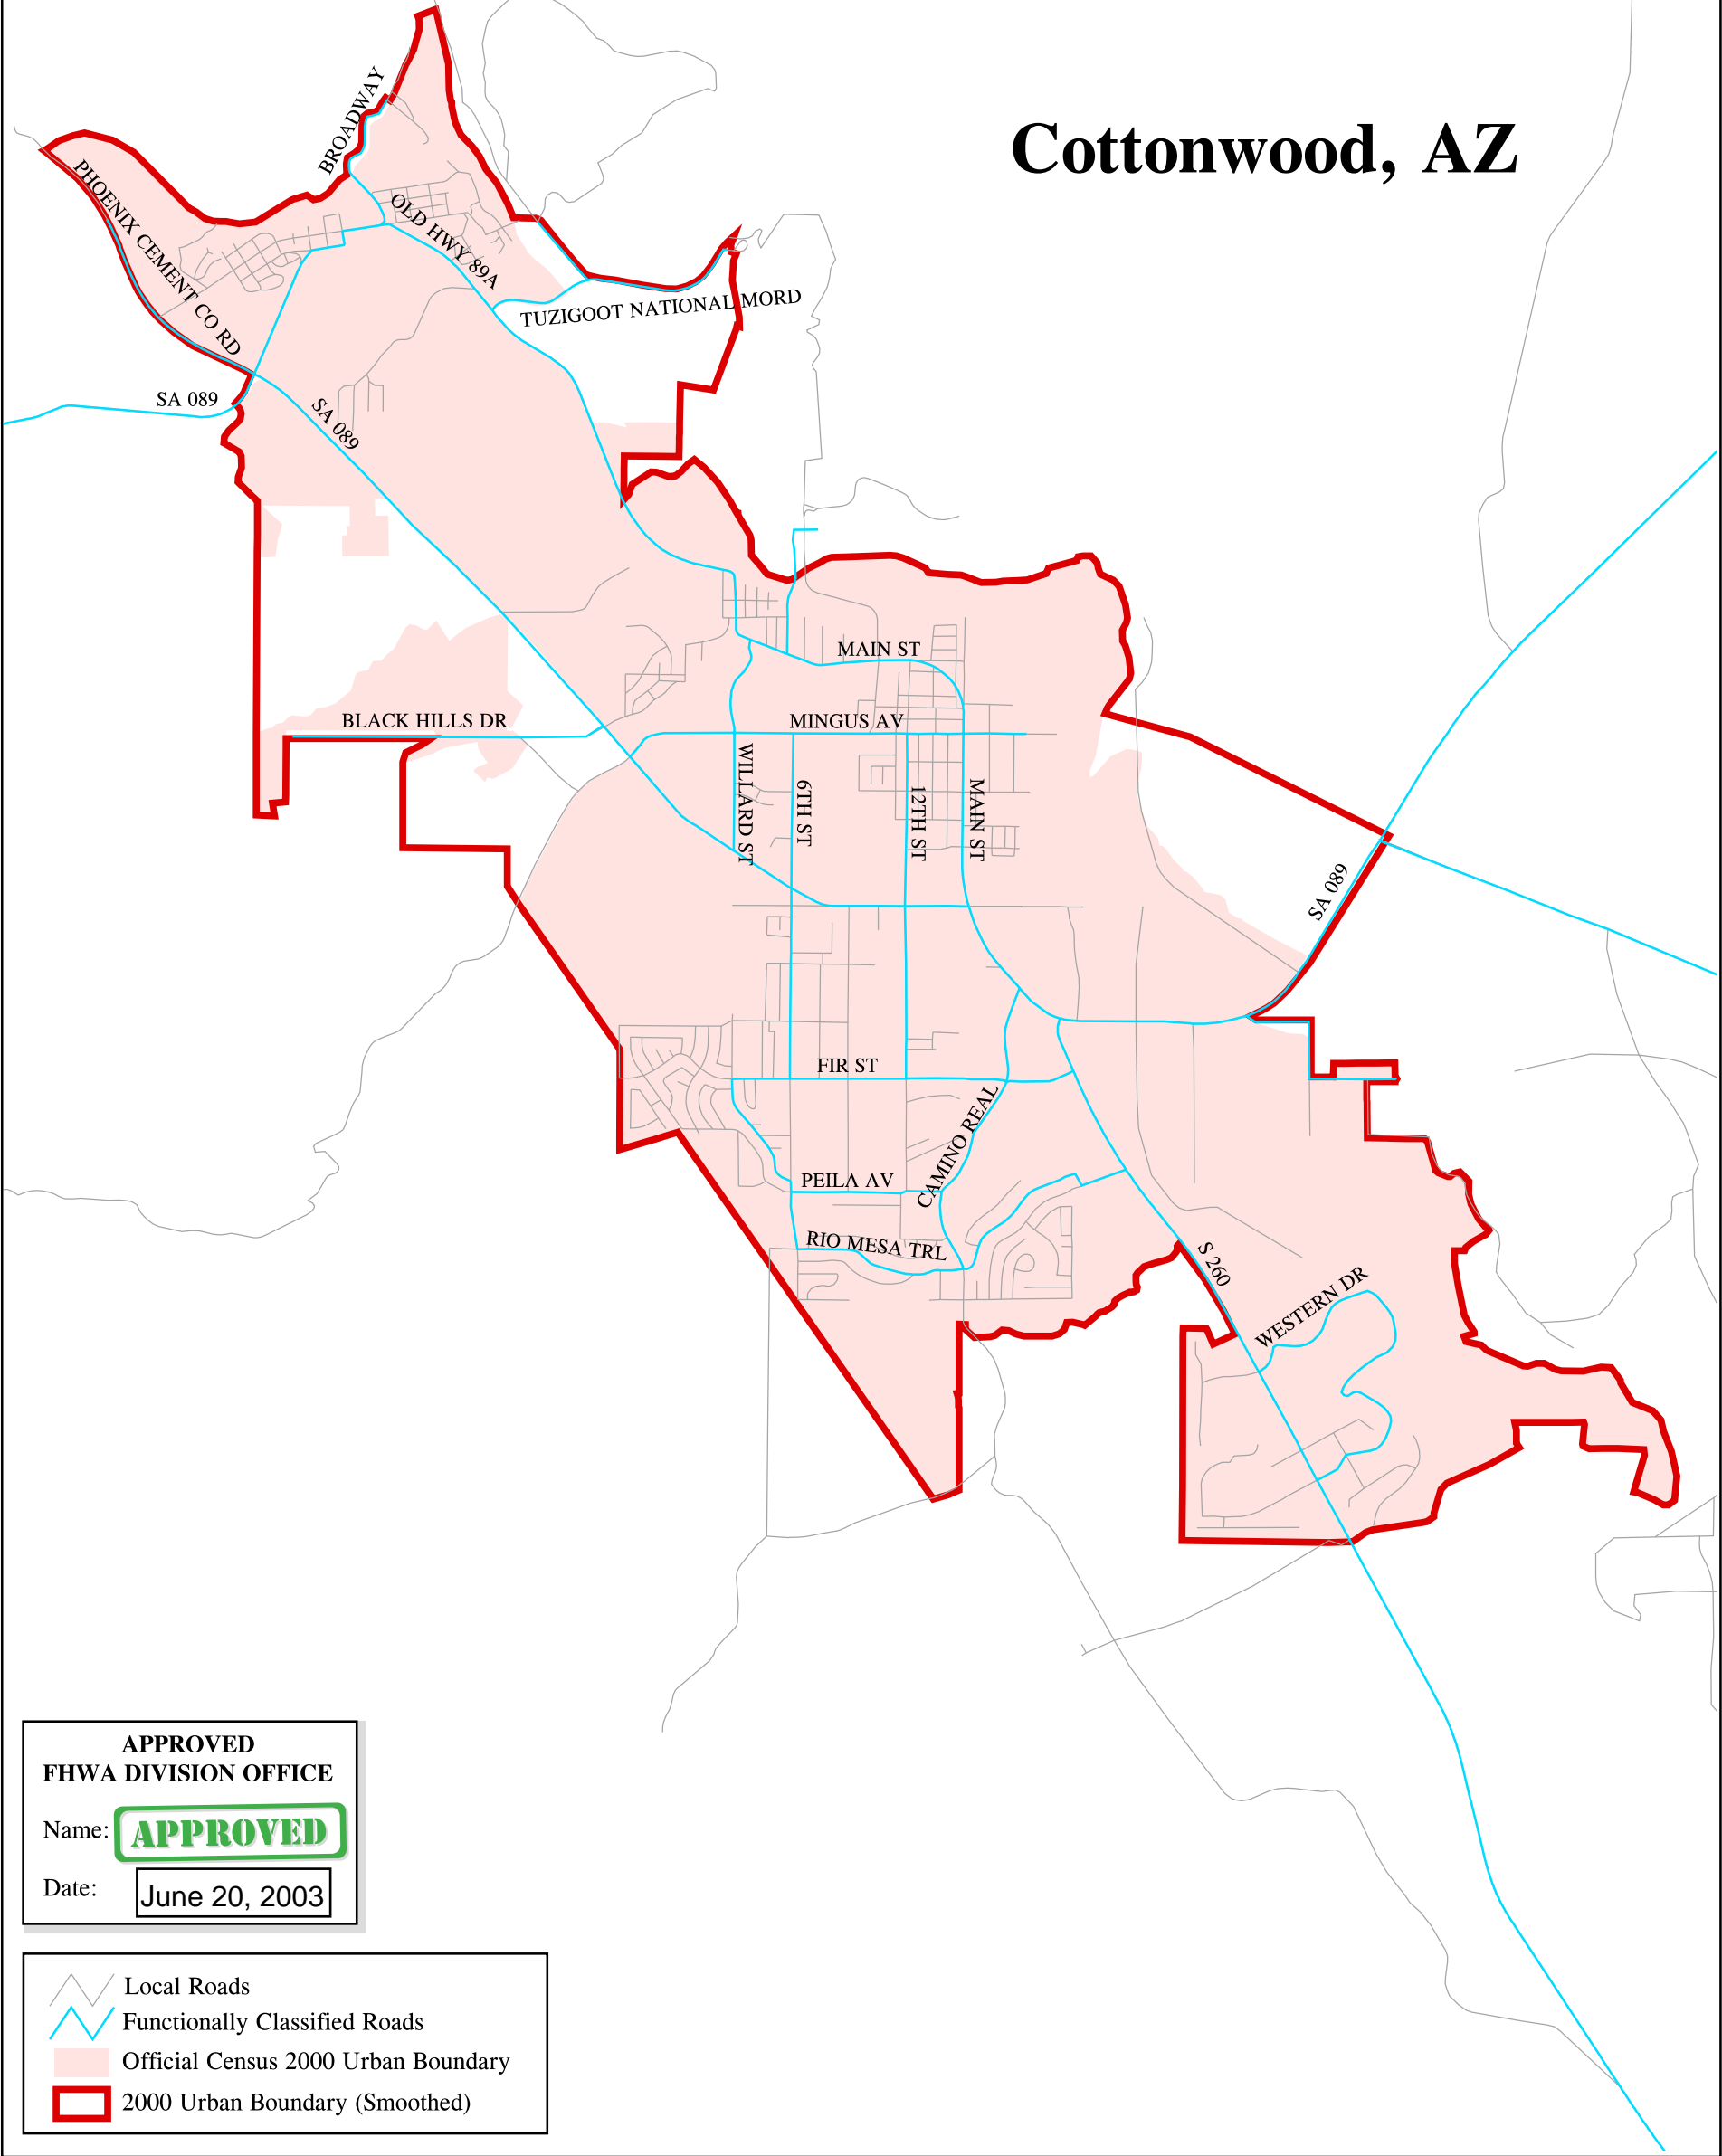 Cottonwood, AZ
BROADWAY
PHOENIX CEMENT CO RD
OLD HWY 89A
TUZIGOOT NATIONAL MORD
SA 089
SA 089
MAIN ST
BLACK HILLS DR
MINGUS AV
WILLARD ST
6TH ST
12TH ST
MAIN ST
SA 089
FIR ST
CAMINO REAL
PEILA AV
RIO MESA TRL
S 260
WESTERN DR
APPROVED
FHWA DIVISION OFFICE
Name: APPROVED
Date: June 20, 2003
Local Roads
Functionally Classified Roads
Official Census 2000 Urban Boundary
2000 Urban Boundary (Smoothed)